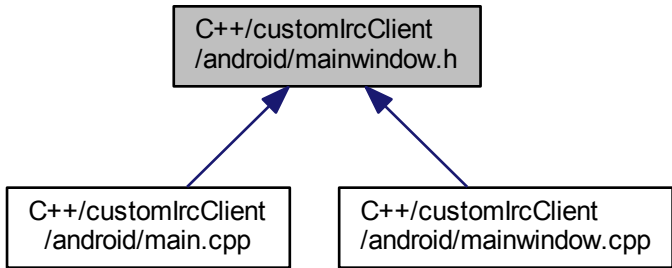 C++/customIrcClient
/android/mainwindow.h
C++/customIrcClient
/android/main.cpp
C++/customIrcClient
/android/mainwindow.cpp